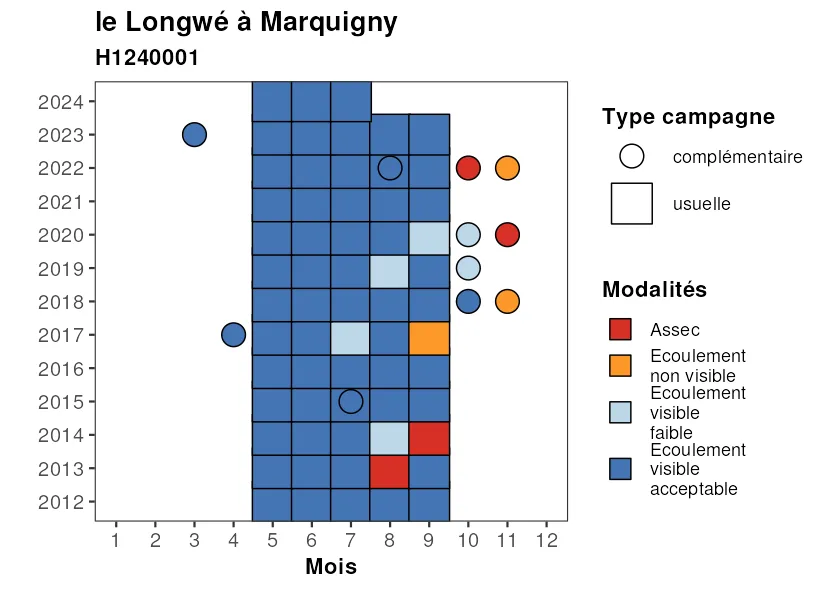 le Longwé à Marquigny
H1240001
2024
2023
2022
2021
2020
2019
2018
2017
2016
2015
2014
2013
2012
1 2 3 4 5 6 7 8 9 10 11 12
Mois
Type campagne
complémentaire
usuelle
Modalités
Assec
Ecoulement
non visible
Ecoulement
visible
faible
Ecoulement
visible
acceptable